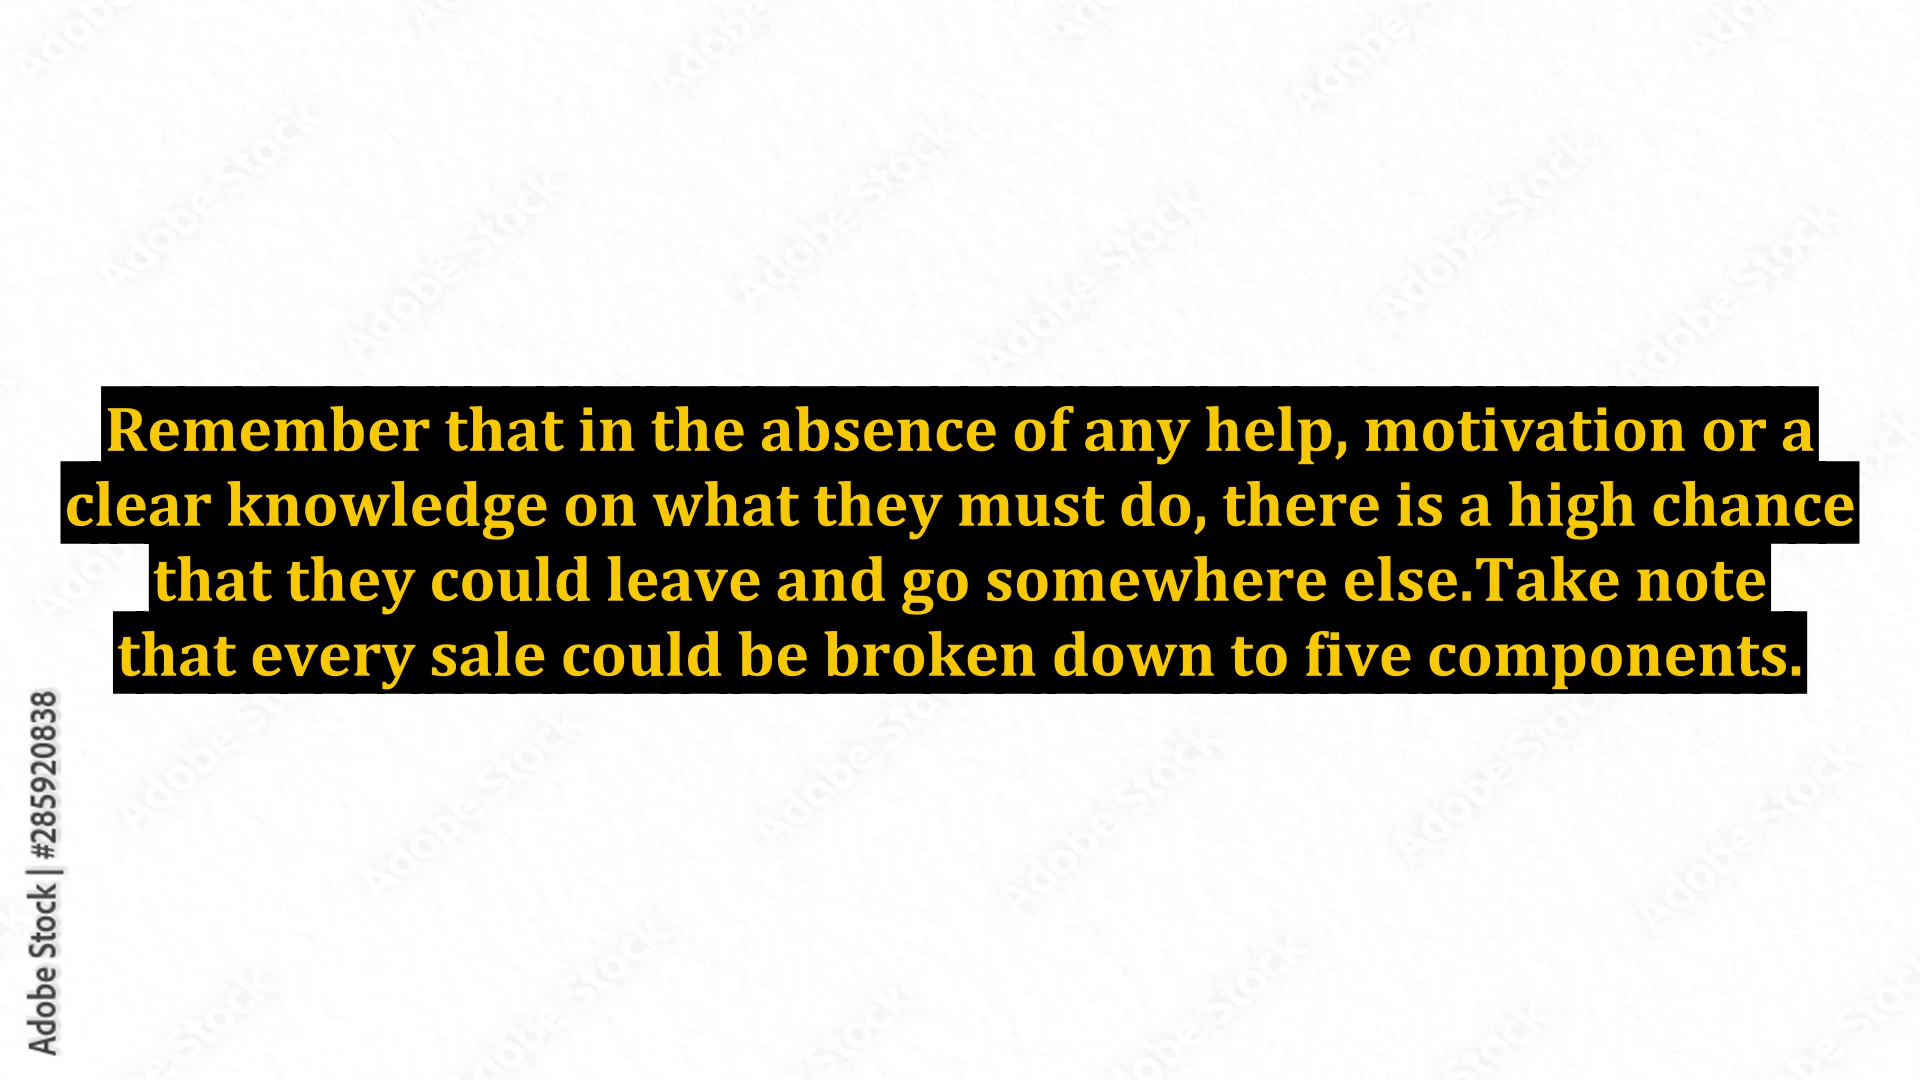 Remember that in the absence of any help, motivation or a
clear knowledge on what they must do, there is a high chance
that they could leave and go somewhere else.Take note
that every sale could be broken down to five components.
Adobe Stock | #285920838
Adobe Stock